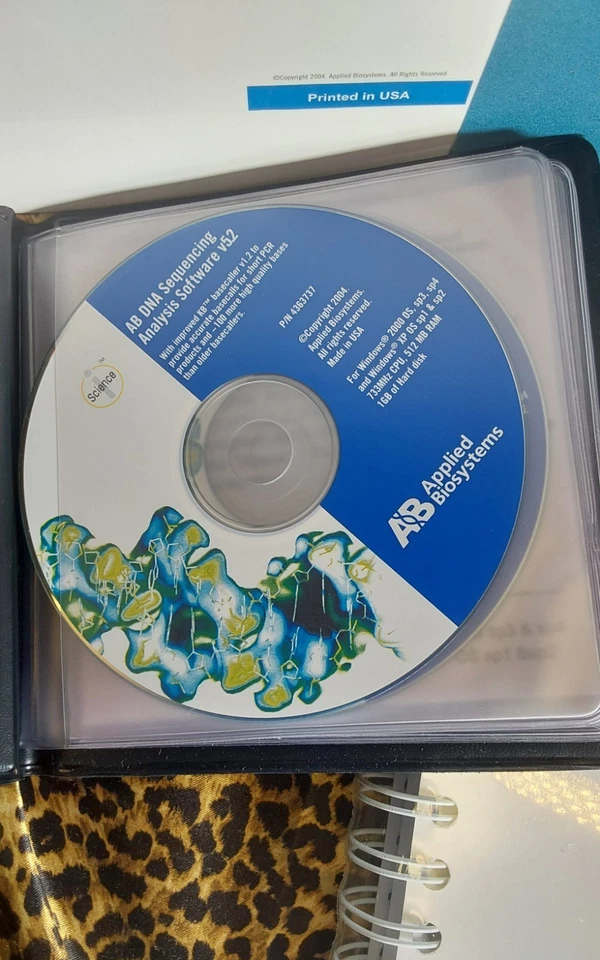 ©Copyright 2004. Applied Biosystems. All Rights Reserved.
Printed in USA
AB DNA Sequencing
Analysis Software v5.2
With improved KB™ basecaller v1.2 to
provide accurate basecalls for short PCR
products and ~100 more high quality bases
than older basecallers.
P/N 4363737
©Copyright 2004.
Applied Biosystems.
All rights reserved.
Made in USA
For Windows® 2000 OS, sp3, sp4
and Windows® XP OS sp1 & sp2
733MHz CPU, 512 MB RAM
1GB of Hard disk
iScience™
AB Applied
Biosystems